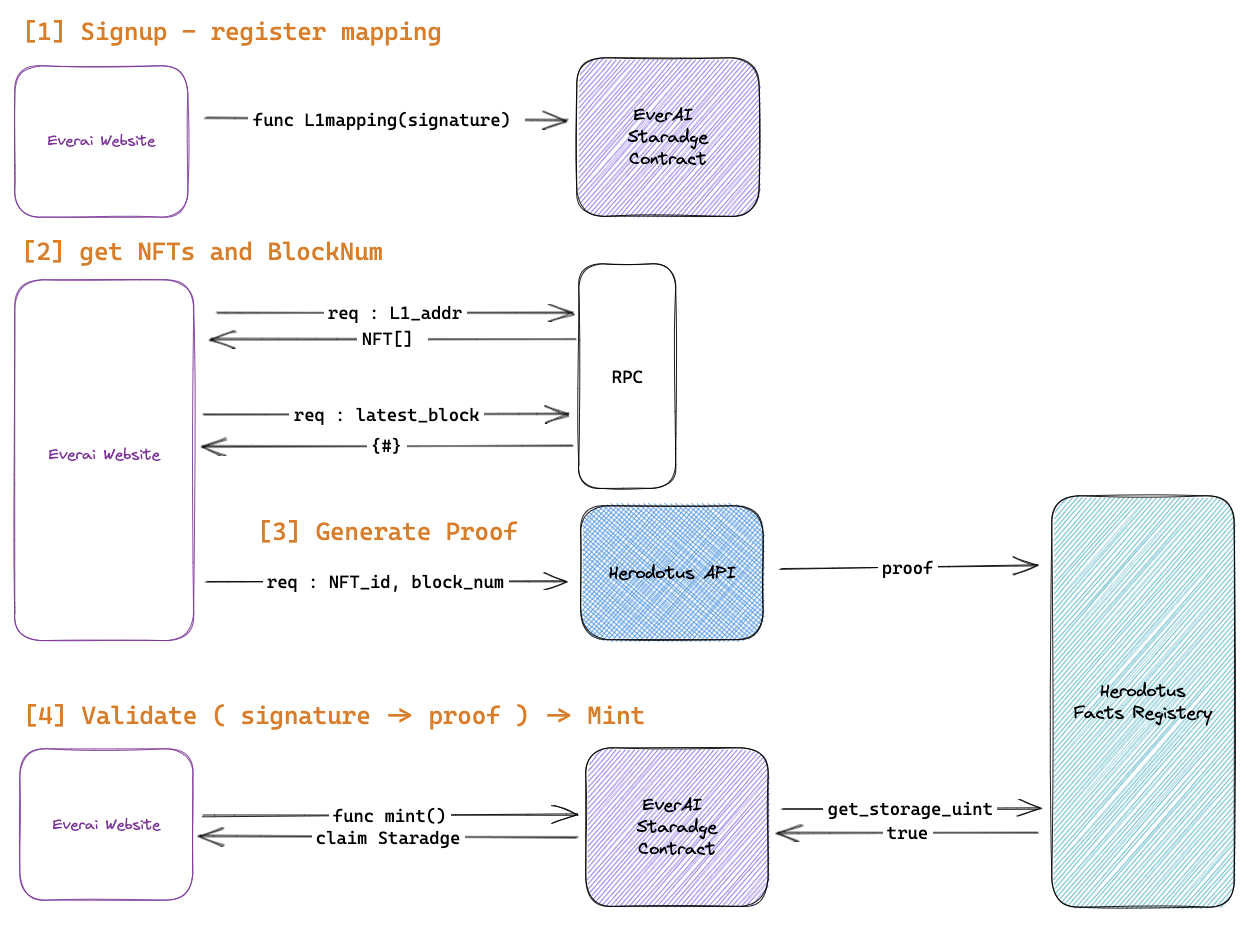 [1] Signup - register mapping
Everai Website
func L1mapping(signature)
EverAI
Staradge
Contract
[2] get NFTs and BlockNum
req : L1_addr
NFT[]
RPC
req : latest_block
{#}
Everai Website
[3] Generate Proof
req : NFT_id, block_num
Herodotus API
proof
Herodotus
Facts Registery
[4] Validate ( signature → proof ) → Mint
Everai Website
func mint()
claim Staradge
EverAI
Staradge
Contract
get_storage_uint
true